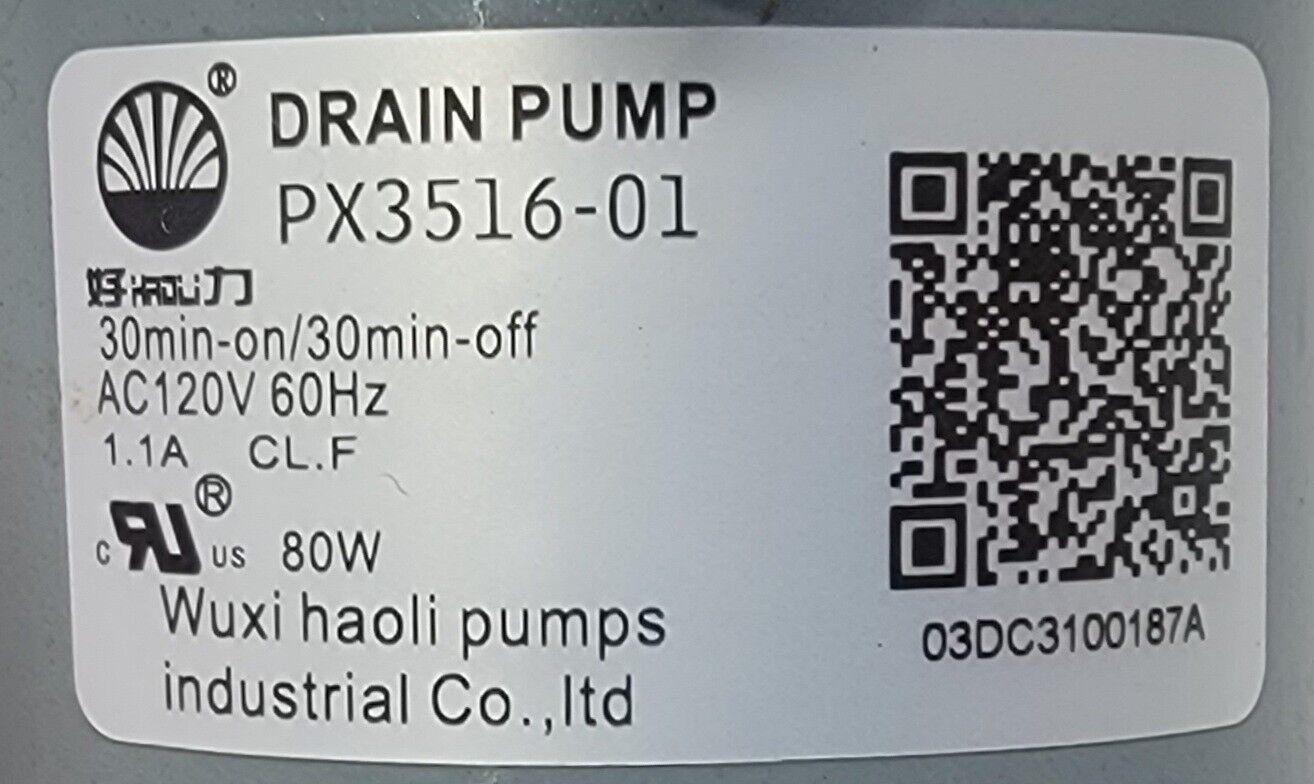 ®
DRAIN PUMP
PX3516-01
好HAOLi力
30min-on/30min-off
AC120V 60Hz
1.1A CL.F
c RU ® US 80W
Wuxi haoli pumps
industrial Co.,ltd
03DC3100187A